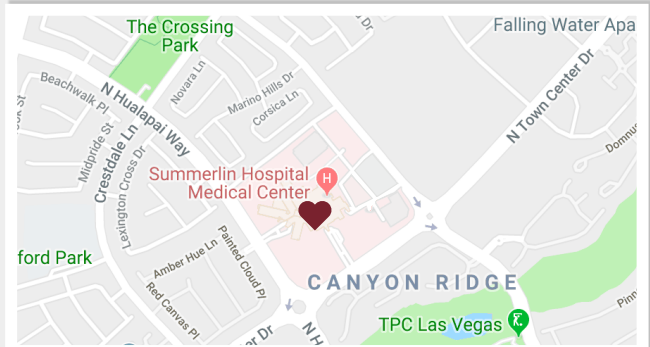 The Crossing
Park
Falling Water Apa
Novara Ln
Beachwalk Pl
N Hualapai Way
Marino Hills Dr
Corsica Ln
N Town Center Dr
Midpride St
Crestdale Ln
Lexington Cross Dr
Summerlin Hospital
Medical Center
H
ford Park
Amber Hue Ln
Painted Cloud Pl
Red Canvas Pl
CANYON RIDGE
TPC Las Vegas
Dr
N H